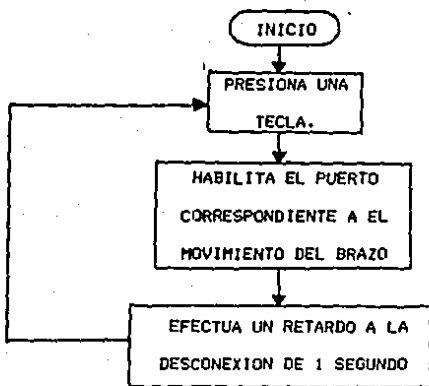 INICIO
PRESIONA UNA
TECLA.
HABILITA EL PUERTO
CORRESPONDIENTE A EL
MOVIMIENTO DEL BRAZO
EFECTUA UN RETARDO A LA
DESCONEXION DE 1 SEGUNDO